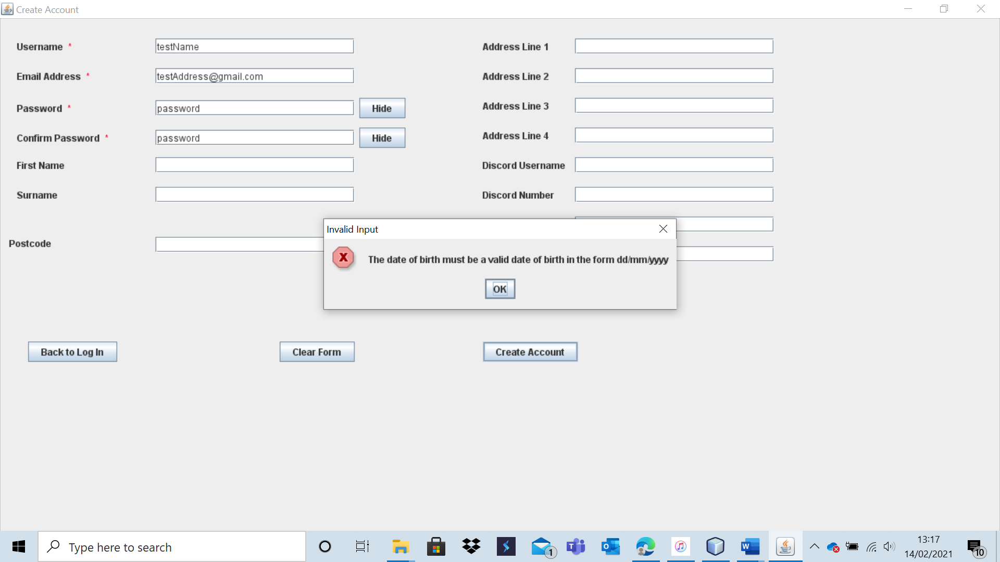 Create Account
Username *
testName
Address Line 1
Email Address *
testAddress@gmail.com
Address Line 2
Password *
password
Hide
Address Line 3
Confirm Password *
password
Hide
Address Line 4
First Name
Discord Username
Surname
Discord Number
Invalid Input
Postcode
The date of birth must be a valid date of birth in the form dd/mm/yyyy
OK
Back to Log In
Clear Form
Create Account
Type here to search
1
13:17
14/02/2021
10